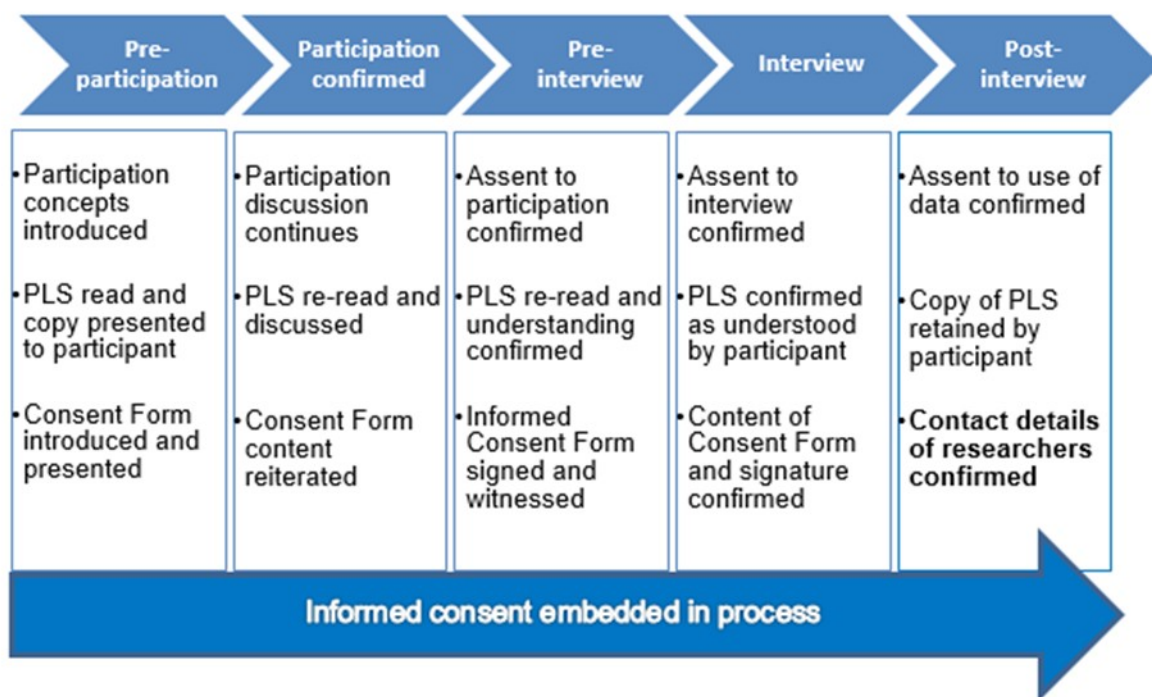 Pre-
participation
Participation
confirmed
Pre-
interview
Interview
Post-
interview
•Participation
concepts
introduced
•PLS read and
copy presented
to participant
•Consent Form
introduced and
presented
•Participation
discussion
continues
•PLS re-read and
discussed
•Consent Form
content
reiterated
•Assent to
participation
confirmed
•PLS re-read and
understanding
confirmed
•Informed
Consent Form
signed and
witnessed
•Assent to
interview
confirmed
•PLS confirmed
as understood
by participant
•Content of
Consent Form
and signature
confirmed
•Assent to use of
data confirmed
•Copy of PLS
retained by
participant
•Contact details
of researchers
confirmed
Informed consent embedded in process